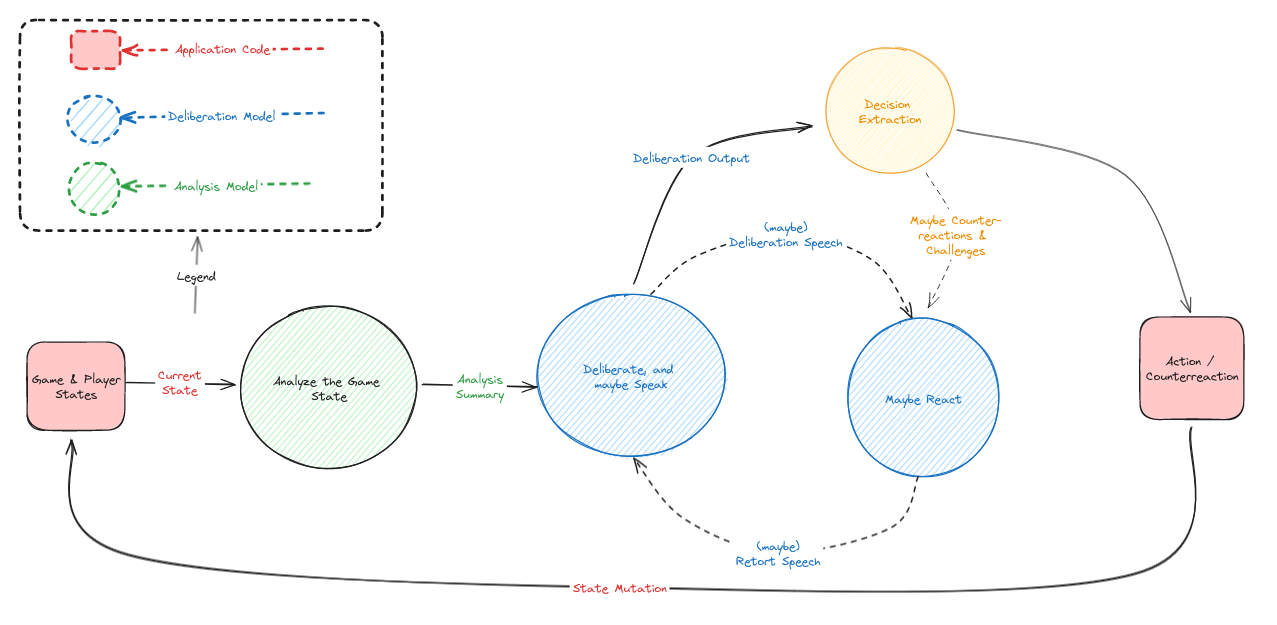 Application Code
Deliberation Model
Analysis Model
Legend
Game & Player
States
Current
State
Analyze the Game
State
Analysis
Summary
Deliberate, and
maybe Speak
Deliberation Output
(maybe)
Deliberation Speech
Decision
Extraction
Maybe Counter-
reactions &
Challenges
Maybe React
(maybe)
Retort Speech
Action /
Counterreaction
State Mutation